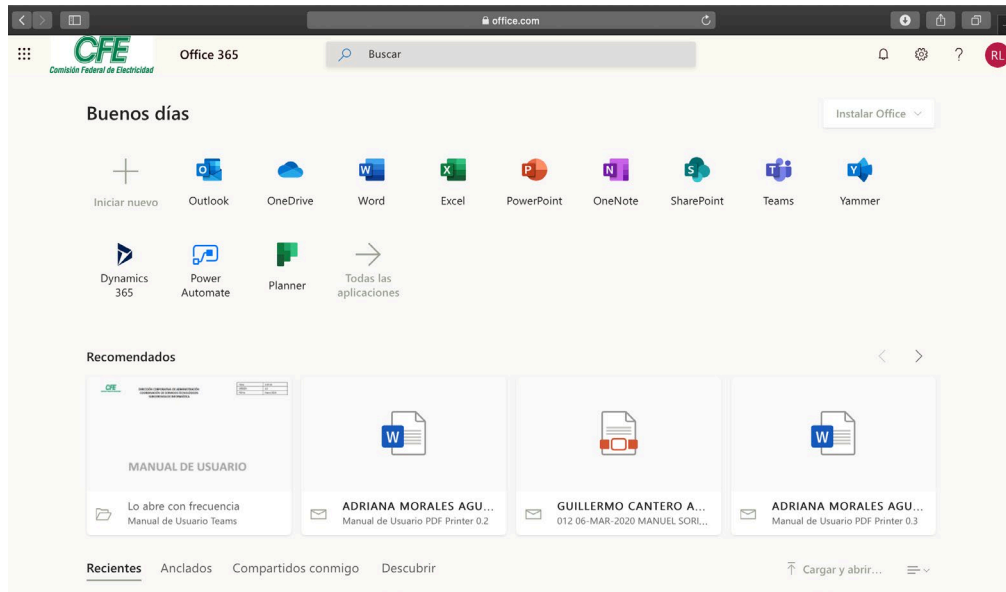 office.com
CFE
Comisión Federal de Electricidad
Office 365
Buscar
?
RL
Buenos días
Instalar Office
Iniciar nuevo
Outlook
OneDrive
Word
Excel
PowerPoint
OneNote
SharePoint
Teams
Yammer
Dynamics
365
Power
Automate
Planner
Todas las
aplicaciones
Recomendados
CFE
MANUAL DE USUARIO
Lo abre con frecuencia
Manual de Usuario Teams
ADRIANA MORALES AGU...
Manual de Usuario PDF Printer 0.2
GUILLERMO CANTERO A...
012 06-MAR-2020 MANUEL SORI...
ADRIANA MORALES AGU...
Manual de Usuario PDF Printer 0.3
Recientes Anclados Compartidos conmigo Descubrir
Cargar y abrir...